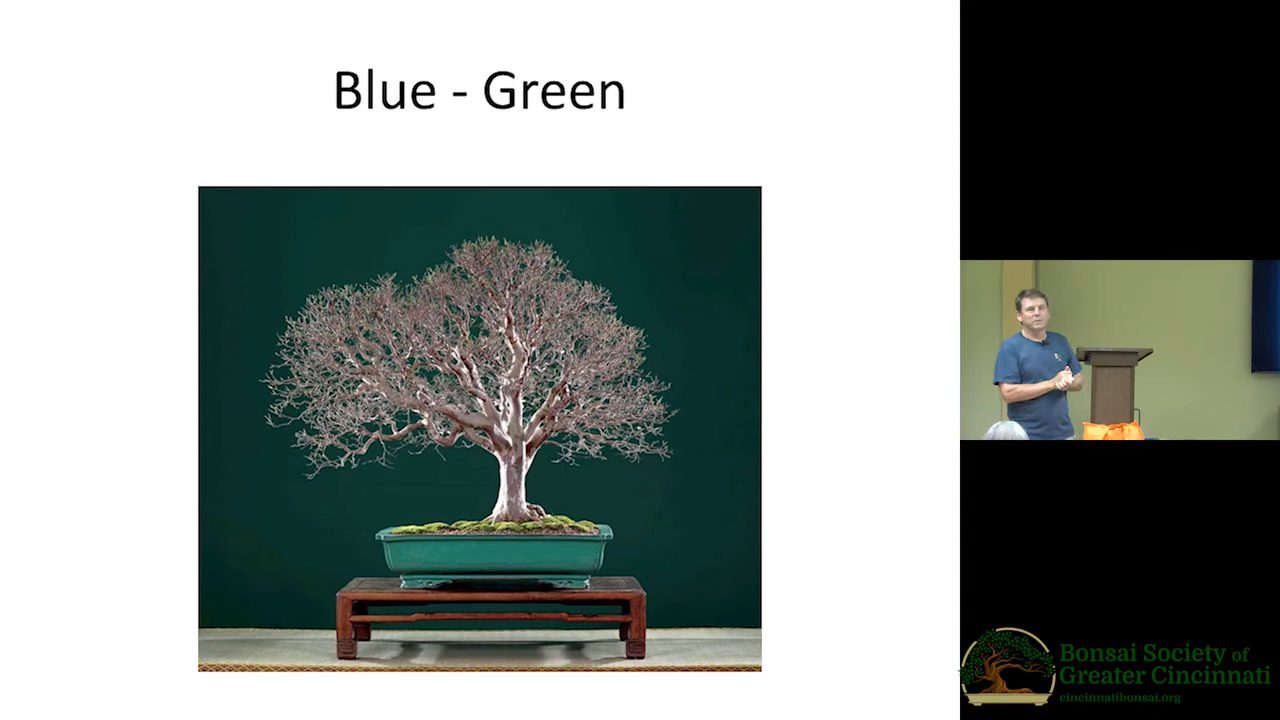 Blue - Green
Bonsai Society of
Greater Cincinnati
cincinnatibonsai.org